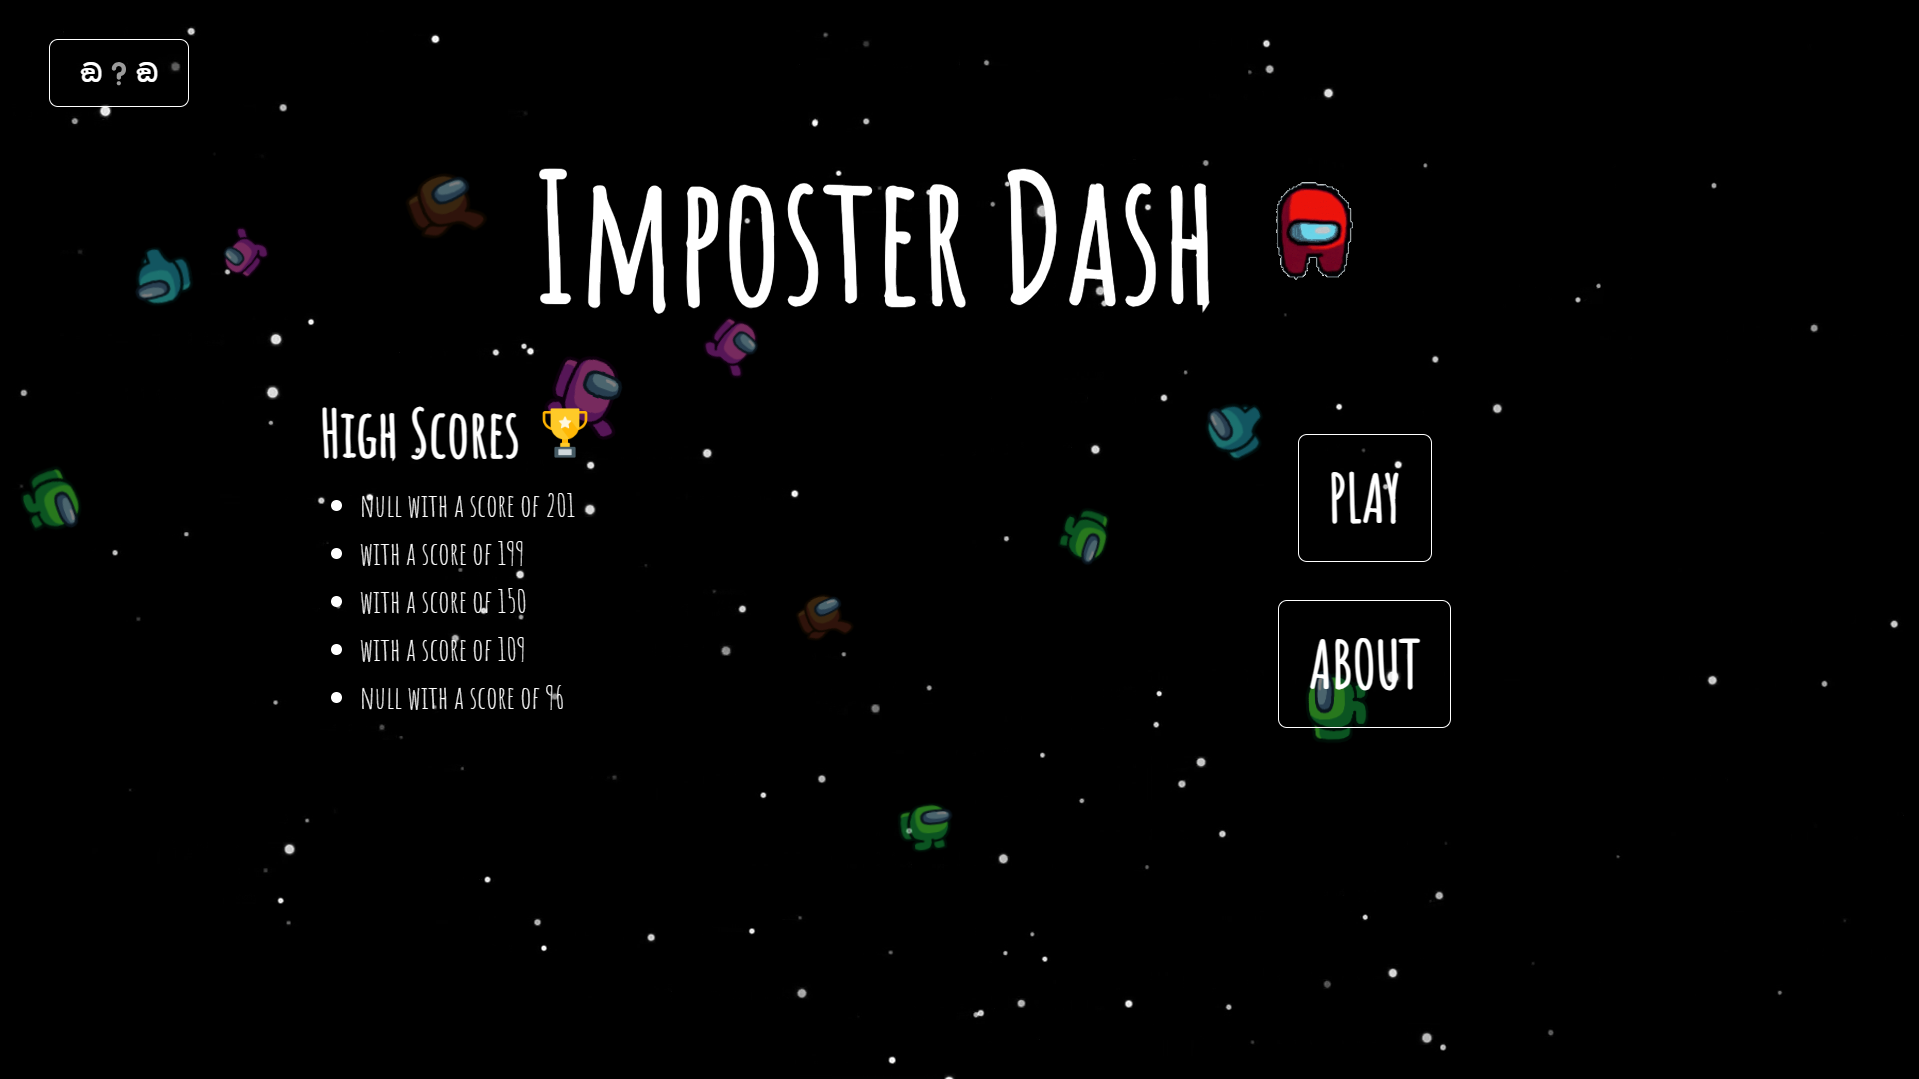 ඞ❔ඞ
Imposter Dash
High Scores 🏆
null with a score of 201
with a score of 199
with a score of 150
with a score of 109
null with a score of 96
PLAY
ABOUT